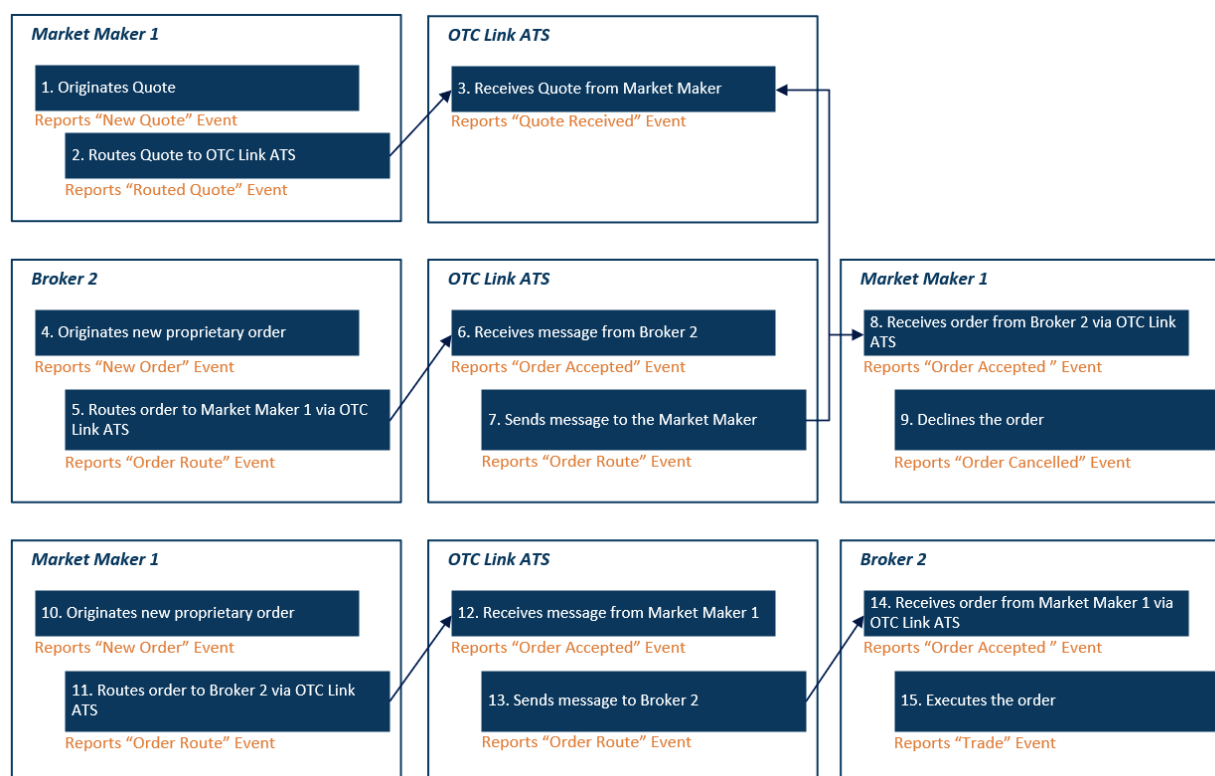 Market Maker 1
1. Originates Quote
Reports “New Quote” Event
2. Routes Quote to OTC Link ATS
Reports “Routed Quote” Event
OTC Link ATS
3. Receives Quote from Market Maker
Reports “Quote Received” Event
Broker 2
4. Originates new proprietary order
Reports “New Order” Event
5. Routes order to Market Maker 1 via OTC
Link ATS
Reports “Order Route” Event
OTC Link ATS
6. Receives message from Broker 2
Reports “Order Accepted” Event
7. Sends message to the Market Maker
Reports “Order Route” Event
Market Maker 1
8. Receives order from Broker 2 via OTC Link
ATS
Reports “Order Accepted ” Event
9. Declines the order
Reports “Order Cancelled” Event
Market Maker 1
10. Originates new proprietary order
Reports “New Order” Event
11. Routes order to Broker 2 via OTC Link
ATS
Reports “Order Route” Event
OTC Link ATS
12. Receives message from Market Maker 1
Reports “Order Accepted” Event
13. Sends message to Broker 2
Reports “Order Route” Event
Broker 2
14. Receives order from Market Maker 1 via
OTC Link ATS
Reports “Order Accepted ” Event
15. Executes the order
Reports “Trade” Event